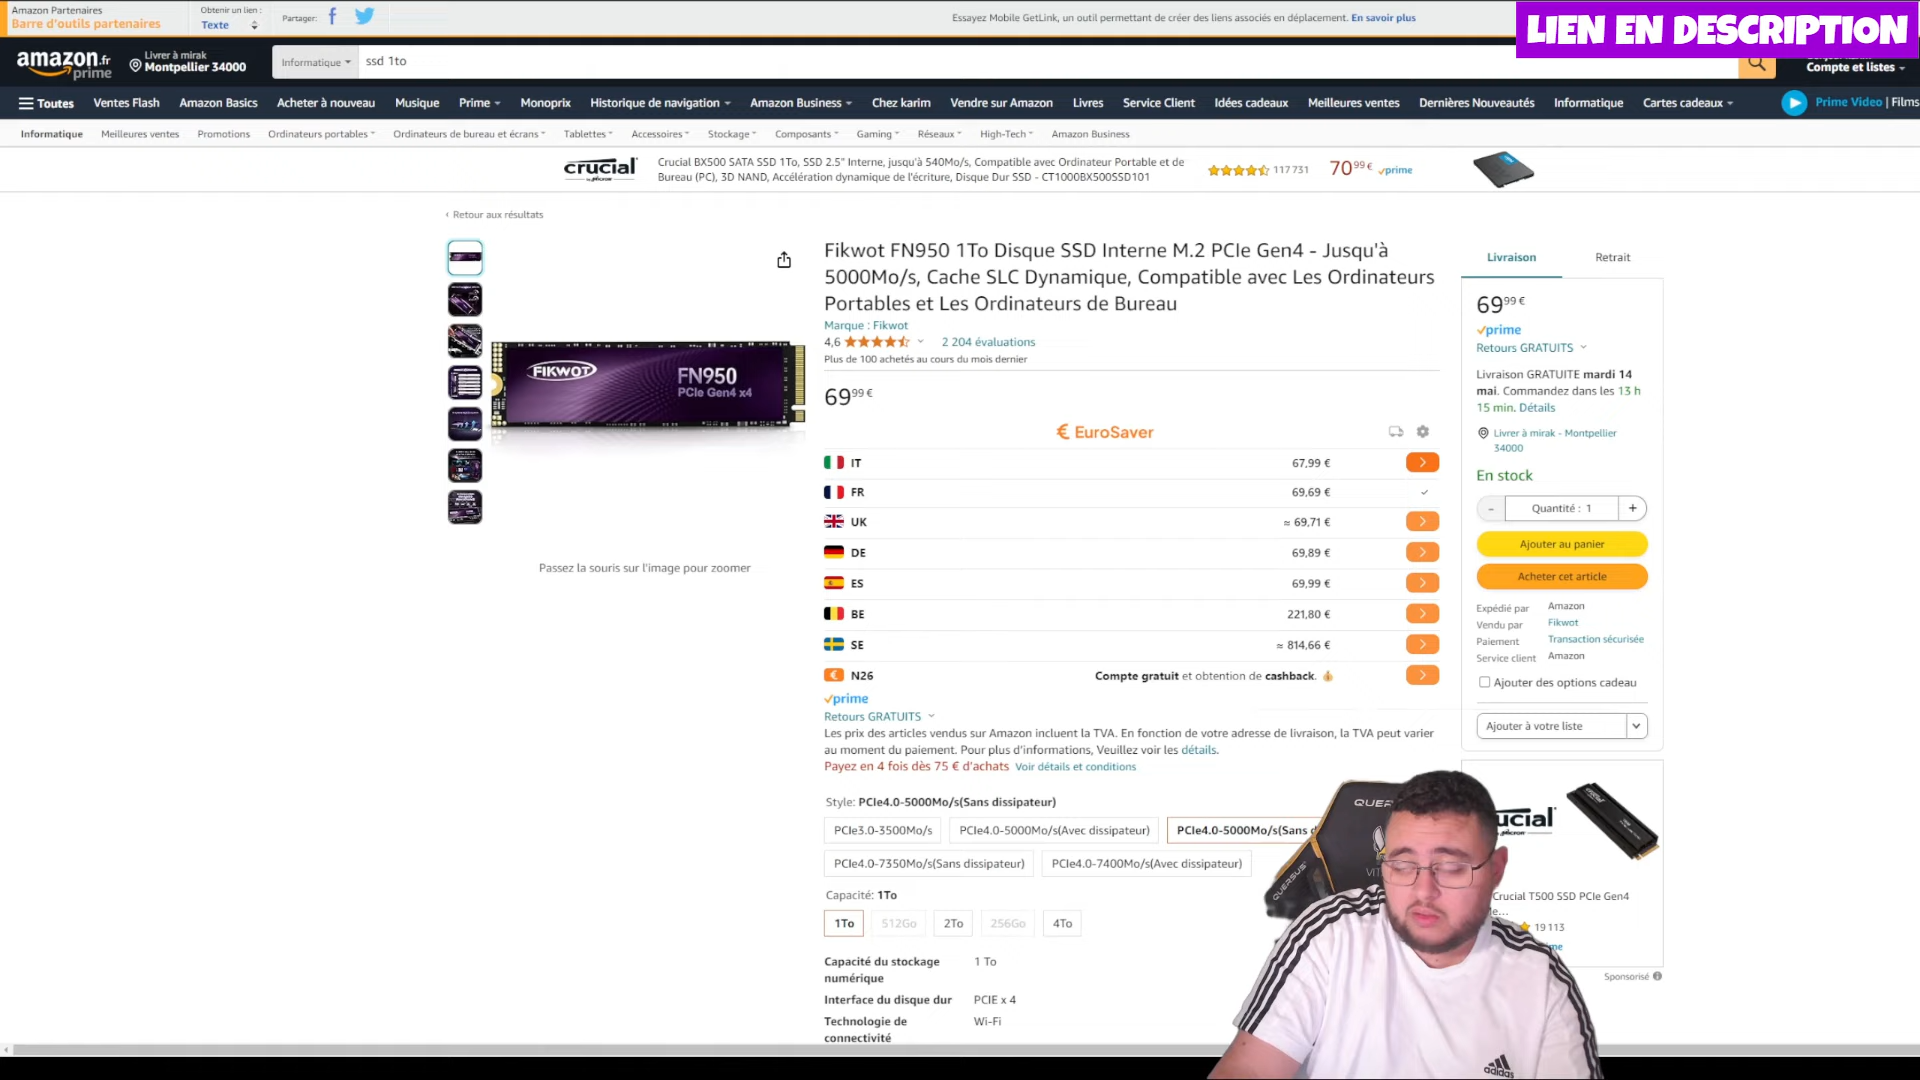 Amazon Partenaires
Barre d'outils partenaires
Obtenir un lien :
Texte
Partager:
Essayez Mobile GetLink, un outil permettant de créer des liens associés en déplacement. En savoir plus
LIEN EN DESCRIPTION
amazon.fr
prime
Livrer à mirak
Montpellier 34000
Informatique
ssd 1to
Compte et listes
Toutes
Ventes Flash
Amazon Basics
Acheter à nouveau
Musique
Prime
Monoprix
Historique de navigation
Amazon Business
Chez karim
Vendre sur Amazon
Livres
Service Client
Idées cadeaux
Meilleures ventes
Dernières Nouveautés
Informatique
Cartes cadeaux
Prime Video | Films
Informatique
Meilleures ventes
Promotions
Ordinateurs portables
Ordinateurs de bureau et écrans
Tablettes
Accessoires
Stockage
Composants
Gaming
Réseaux
High-Tech
Amazon Business
crucial
Crucial BX500 SATA SSD 1To, SSD 2.5" Interne, jusqu'à 540Mo/s, Compatible avec Ordinateur Portable et de
Bureau (PC), 3D NAND, Accélération dynamique de l'écriture, Disque Dur SSD - CT1000BX500SSD101
117 731
70,99 €
prime
‹ Retour aux résultats
FIKWOT
FN950
PCIe Gen4 x4
Passez la souris sur l'image pour zoomer
Fikwot FN950 1To Disque SSD Interne M.2 PCIe Gen4 - Jusqu'à
5000Mo/s, Cache SLC Dynamique, Compatible avec Les Ordinateurs
Portables et Les Ordinateurs de Bureau
Marque : Fikwot
4,6
2 204 évaluations
Plus de 100 achetés au cours du mois dernier
69,99 €
€ EuroSaver
IT 67,99 €
FR 69,69 €
UK ≈ 69,71 €
DE 69,89 €
ES 69,99 €
BE 221,80 €
SE ≈ 814,66 €
€ N26 Compte gratuit et obtention de cashback.
prime
Retours GRATUITS
Les prix des articles vendus sur Amazon incluent la TVA. En fonction de votre adresse de livraison, la TVA peut varier
au moment du paiement. Pour plus d'informations, Veuillez voir les détails.
Payez en 4 fois dès 75 € d'achats Voir détails et conditions
Style: PCIe4.0-5000Mo/s(Sans dissipateur)
PCIe3.0-3500Mo/s
PCIe4.0-5000Mo/s(Avec dissipateur)
PCIe4.0-5000Mo/s(Sans d
PCIe4.0-7350Mo/s(Sans dissipateur)
PCIe4.0-7400Mo/s(Avec dissipateur)
Capacité: 1To
1To
512Go
2To
256Go
4To
Capacité du stockage
numérique
1 To
Interface du disque dur
PCIE x 4
Technologie de
connectivité
Wi-Fi
Livraison
Retrait
69,99 €
prime
Retours GRATUITS
Livraison GRATUITE mardi 14
mai. Commandez dans les 13 h
15 min. Détails
Livrer à mirak - Montpellier
34000
En stock
- Quantité : 1 +
Ajouter au panier
Acheter cet article
Expédié par Amazon
Vendu par Fikwot
Paiement Transaction sécurisée
Service client Amazon
Ajouter des options cadeau
Ajouter à votre liste
ucial
Crucial T500 SSD PCIe Gen4
e...
19 113
me
Sponsorisé
QUER
QUERSUS
VIT
adidas